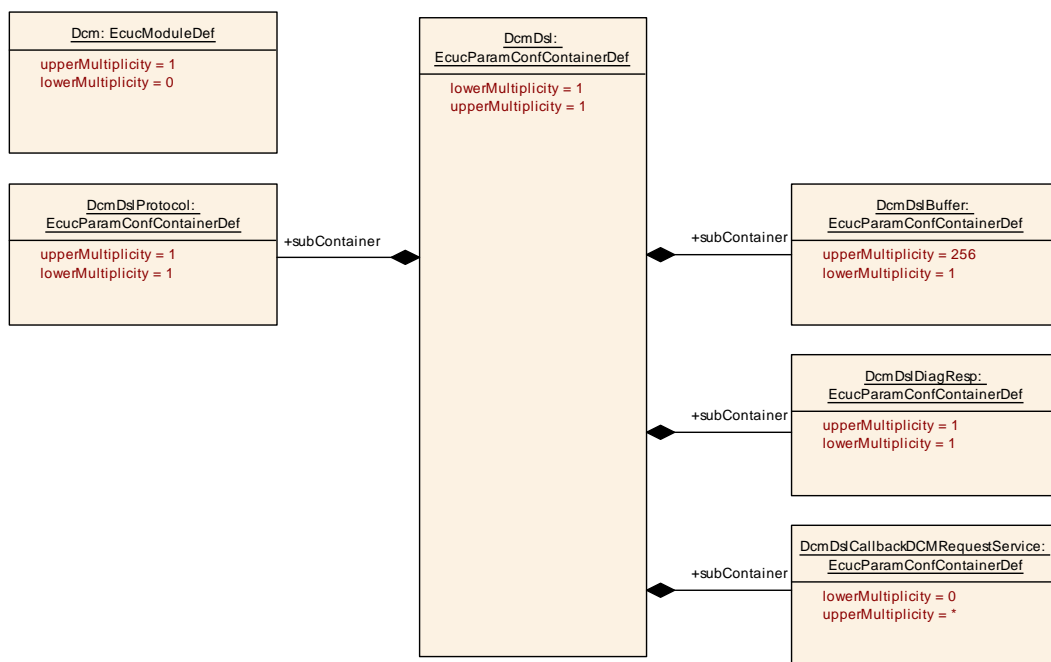 Dcm: EcucModuleDef
upperMultiplicity = 1
lowerMultiplicity = 0
DcmDslProtocol:
EcucParamConfContainerDef
upperMultiplicity = 1
lowerMultiplicity = 1
+subContainer
DcmDsl:
EcucParamConfContainerDef
lowerMultiplicity = 1
upperMultiplicity = 1
+subContainer
DcmDslBuffer:
EcucParamConfContainerDef
upperMultiplicity = 256
lowerMultiplicity = 1
+subContainer
DcmDslDiagResp:
EcucParamConfContainerDef
upperMultiplicity = 1
lowerMultiplicity = 1
+subContainer
DcmDslCallbackDCMRequestService:
EcucParamConfContainerDef
lowerMultiplicity = 0
upperMultiplicity = *